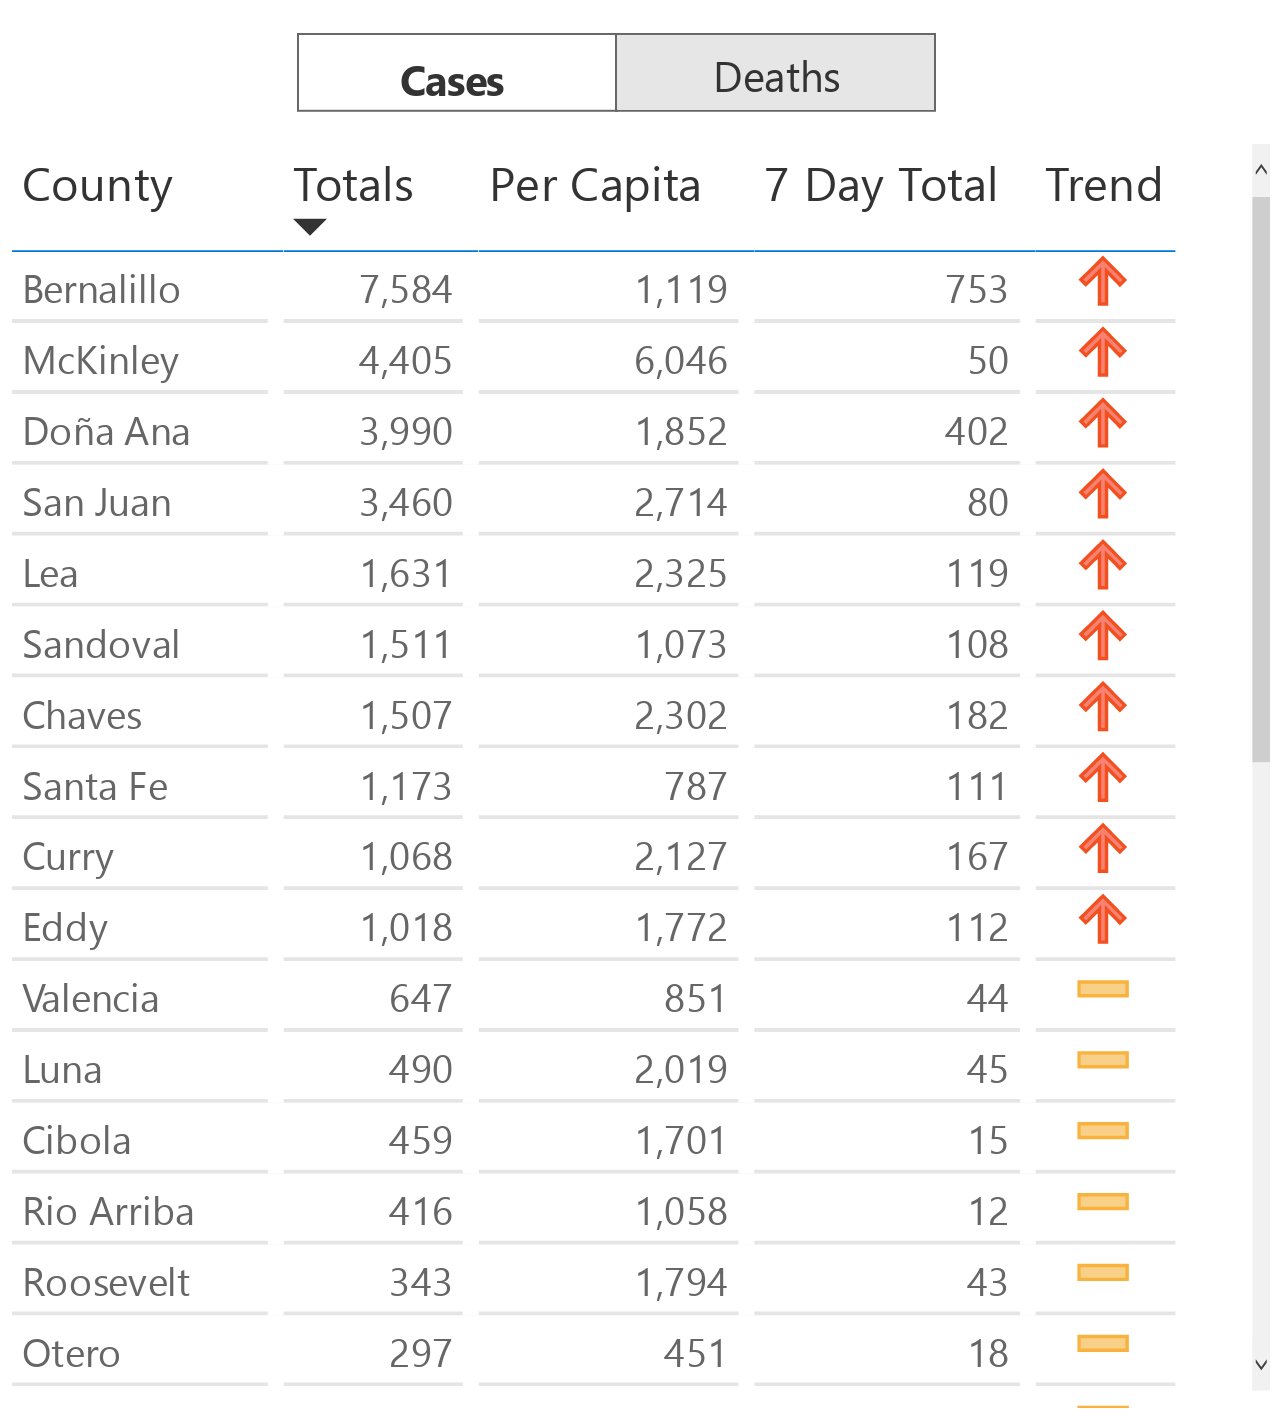 Cases Deaths
County Totals Per Capita 7 Day Total Trend
Bernalillo 7,584 1,119 753
McKinley 4,405 6,046 50
Doña Ana 3,990 1,852 402
San Juan 3,460 2,714 80
Lea 1,631 2,325 119
Sandoval 1,511 1,073 108
Chaves 1,507 2,302 182
Santa Fe 1,173 787 111
Curry 1,068 2,127 167
Eddy 1,018 1,772 112
Valencia 647 851 44
Luna 490 2,019 45
Cibola 459 1,701 15
Rio Arriba 416 1,058 12
Roosevelt 343 1,794 43
Otero 297 451 18